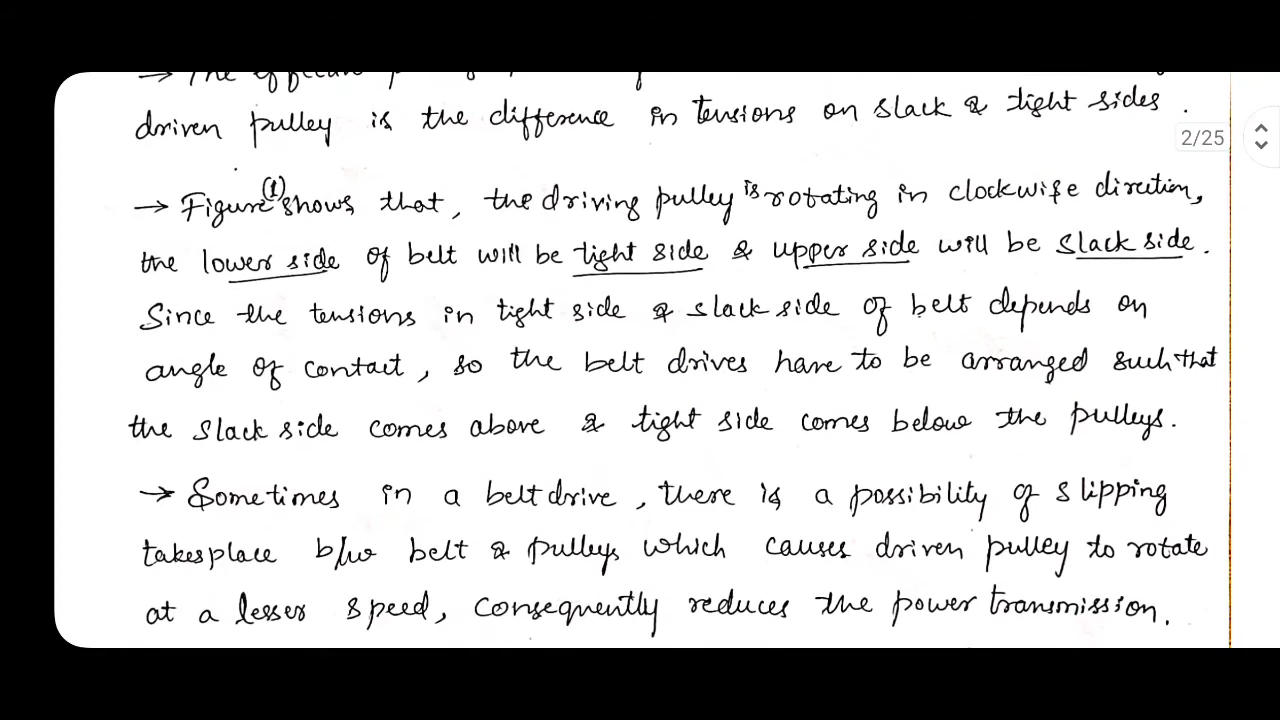 → The
driven pulley is the difference in tensions on slack & tight sides .
2/25
→ Figure (1) shows that, the driving pulley is rotating in clockwise direction,
the lower side of belt will be tight side & upper side will be slack side.
Since the tensions in tight side & slack side of belt depends on
angle of contact, so the belt drives have to be arranged such that
the slack side comes above & tight side comes below the pulleys.
→ Sometimes in a belt drive, there is a possibility of slipping
takesplace b/w belt & pulleys which causes driven pulley to rotate
at a lesser speed, consequently reduces the power transmission.